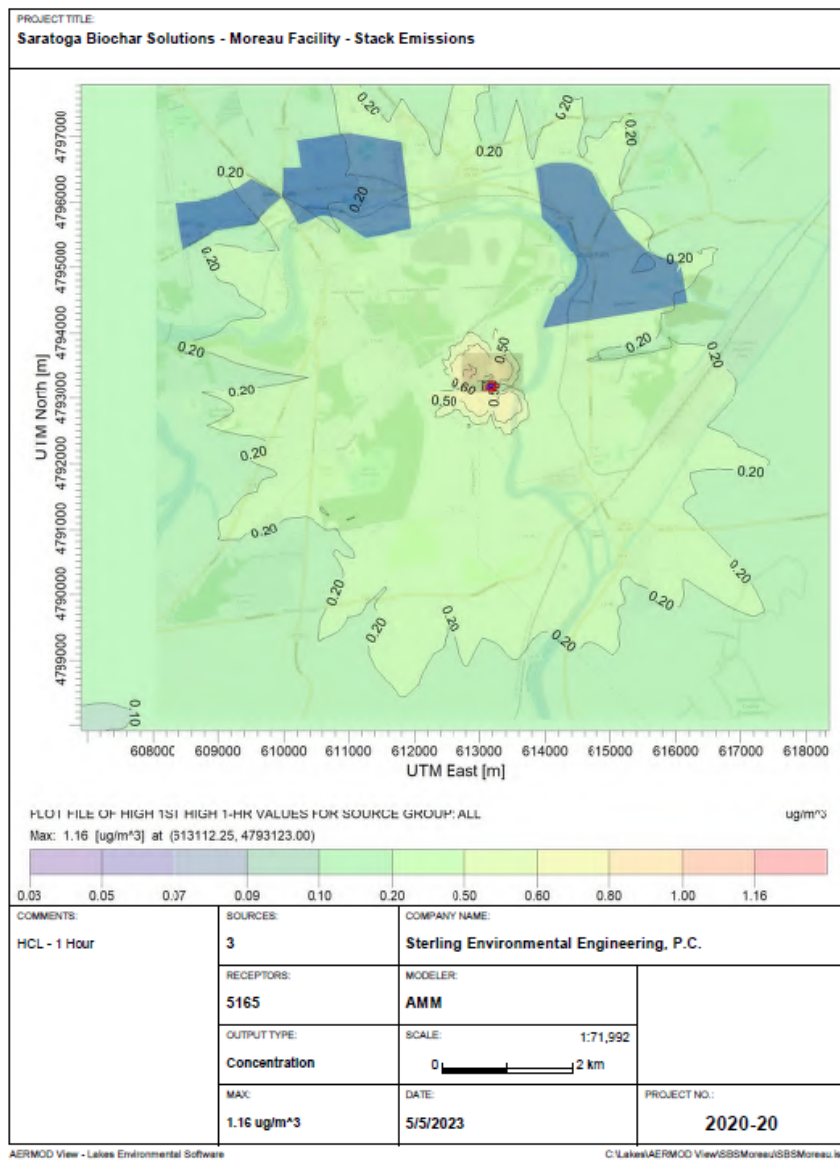 PROJECT TITLE:
Saratoga Biochar Solutions - Moreau Facility - Stack Emissions
0.20
0.20
0.20
0.20
0.20
0.20
0.20
0.20
0.20
0.20
0.20
0.50
0.20
0.20
0.60
0.50
0.20
0.20
0.20
0.20
0.20
0.20
0.20
0.20
0.20
0.20
0.10
UTM North [m]
4797000
4796000
4795000
4794000
4793000
4792000
4791000
4790000
4789000
608000 609000 610000 611000 612000 613000 614000 615000 616000 617000 618000
UTM East [m]
PLOT FILE OF HIGH 1ST HIGH 1-HR VALUES FOR SOURCE GROUP: ALL ug/m^3
Max: 1.16 [ug/m^3] at (613112.25, 4793123.00)
0.03 0.05 0.07 0.09 0.10 0.20 0.50 0.60 0.80 1.00 1.16
COMMENTS:
HCL - 1 Hour
SOURCES:
3
COMPANY NAME:
Sterling Environmental Engineering, P.C.
RECEPTORS:
5165
MODELER:
AMM
OUTPUT TYPE:
Concentration
SCALE: 1:71,992
0 2 km
MAX:
1.16 ug/m^3
DATE:
5/5/2023
PROJECT NO.:
2020-20
AERMOD View - Lakes Environmental Software
C:\Lakes\AERMOD View\SBSMoreau\SBSMoreau.is